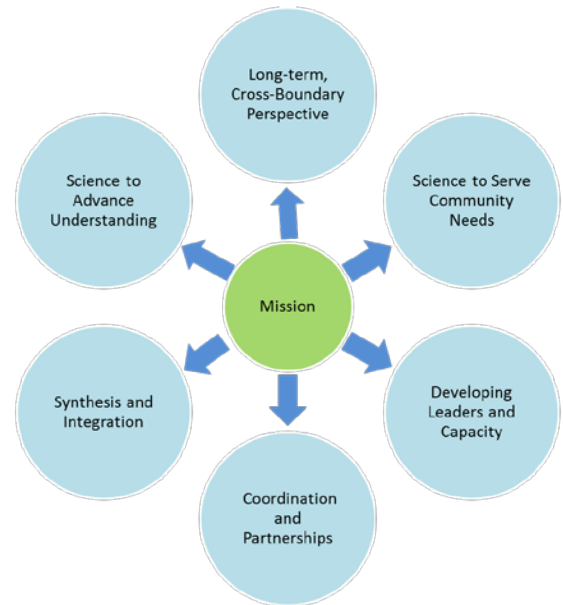 Long-term,
Cross-Boundary
Perspective
Science to
Advance
Understanding
Science to Serve
Community
Needs
Mission
Synthesis and
Integration
Developing
Leaders and
Capacity
Coordination
and
Partnerships